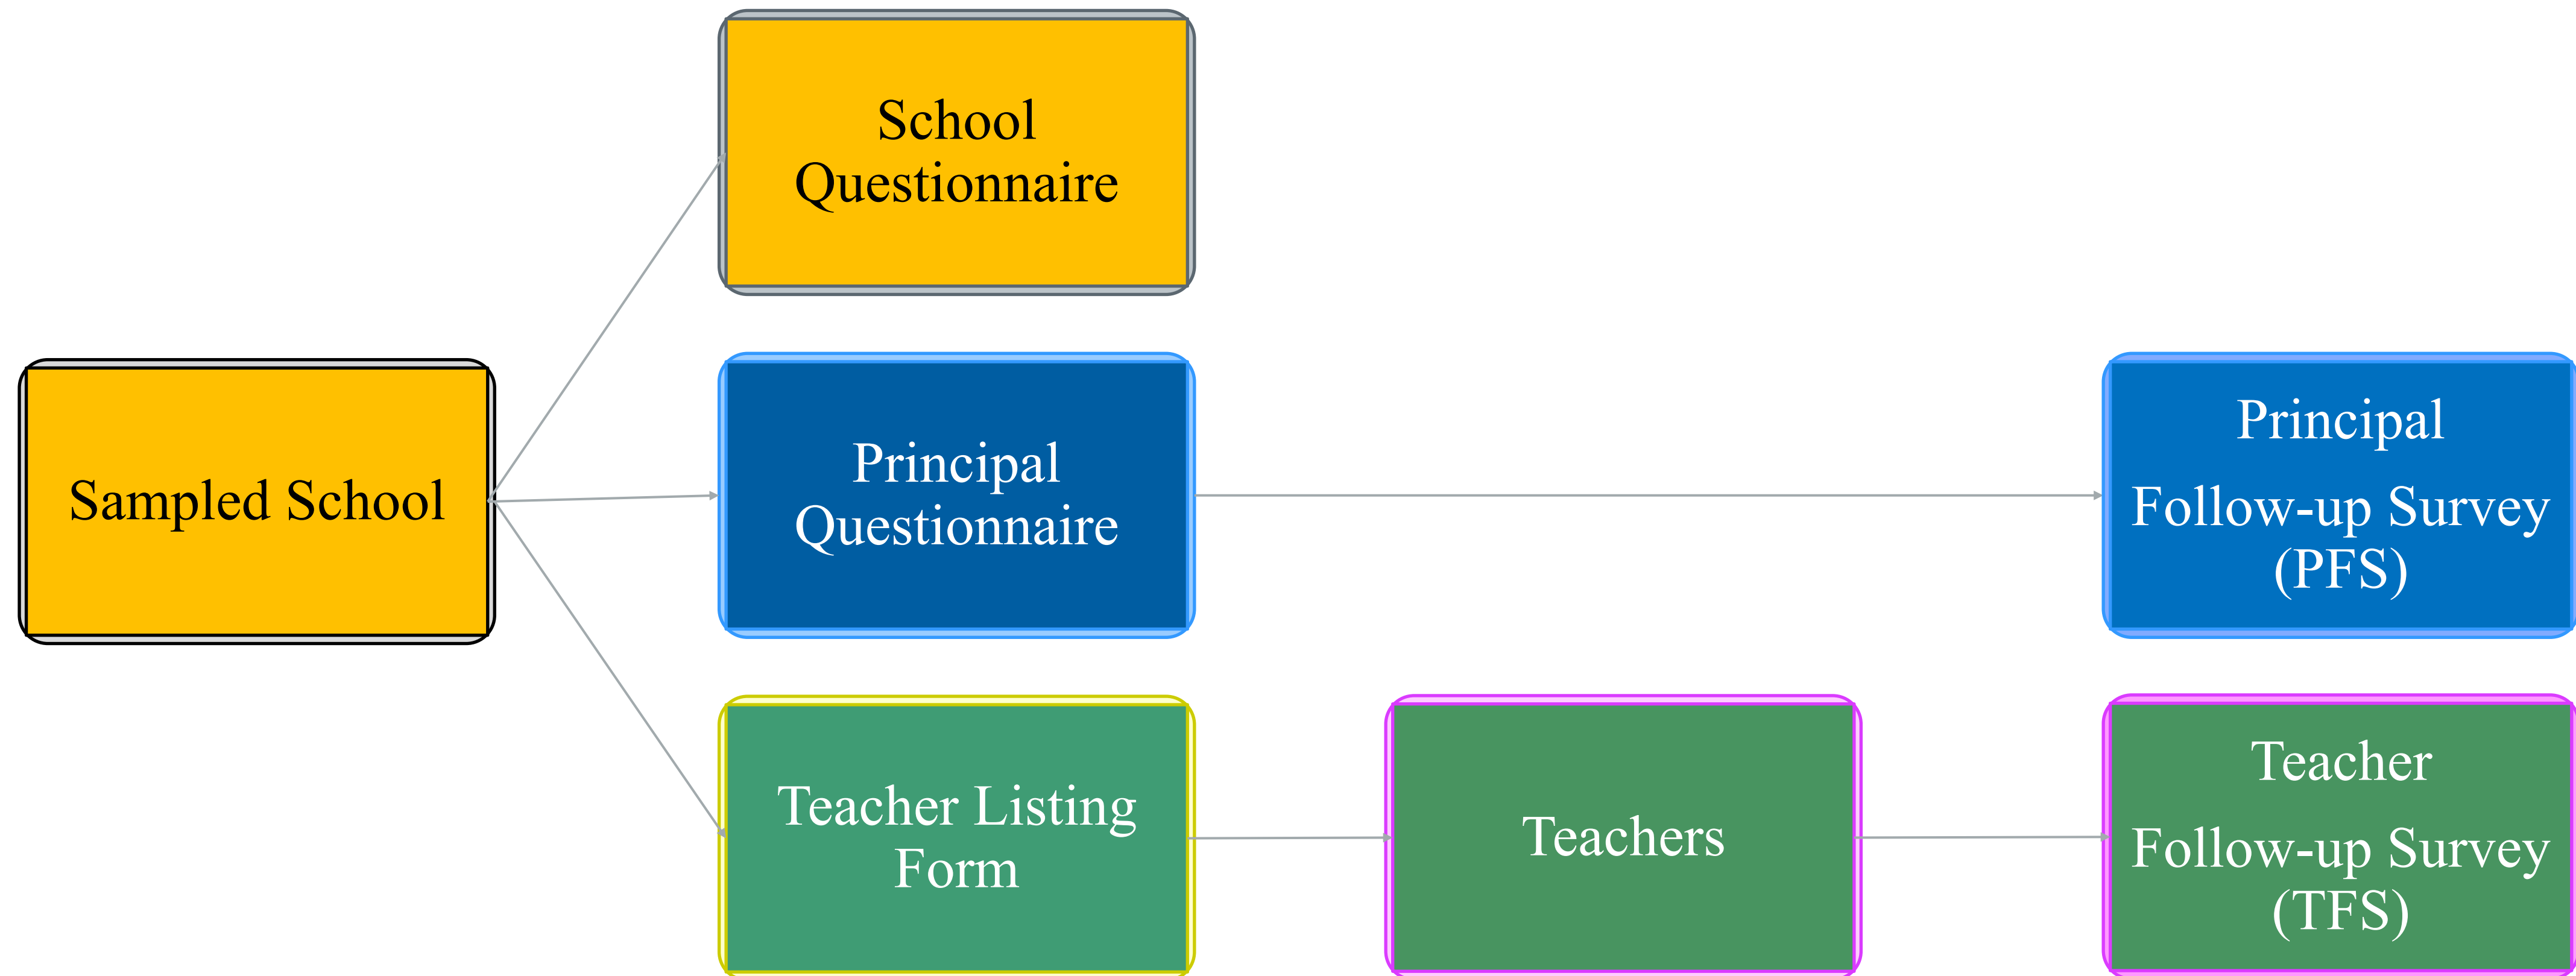 School
Questionnaire
Sampled School
Principal
Questionnaire
Principal
Follow-up Survey
(PFS)
Teacher Listing
Form
Teachers
Teacher
Follow-up Survey
(TFS)